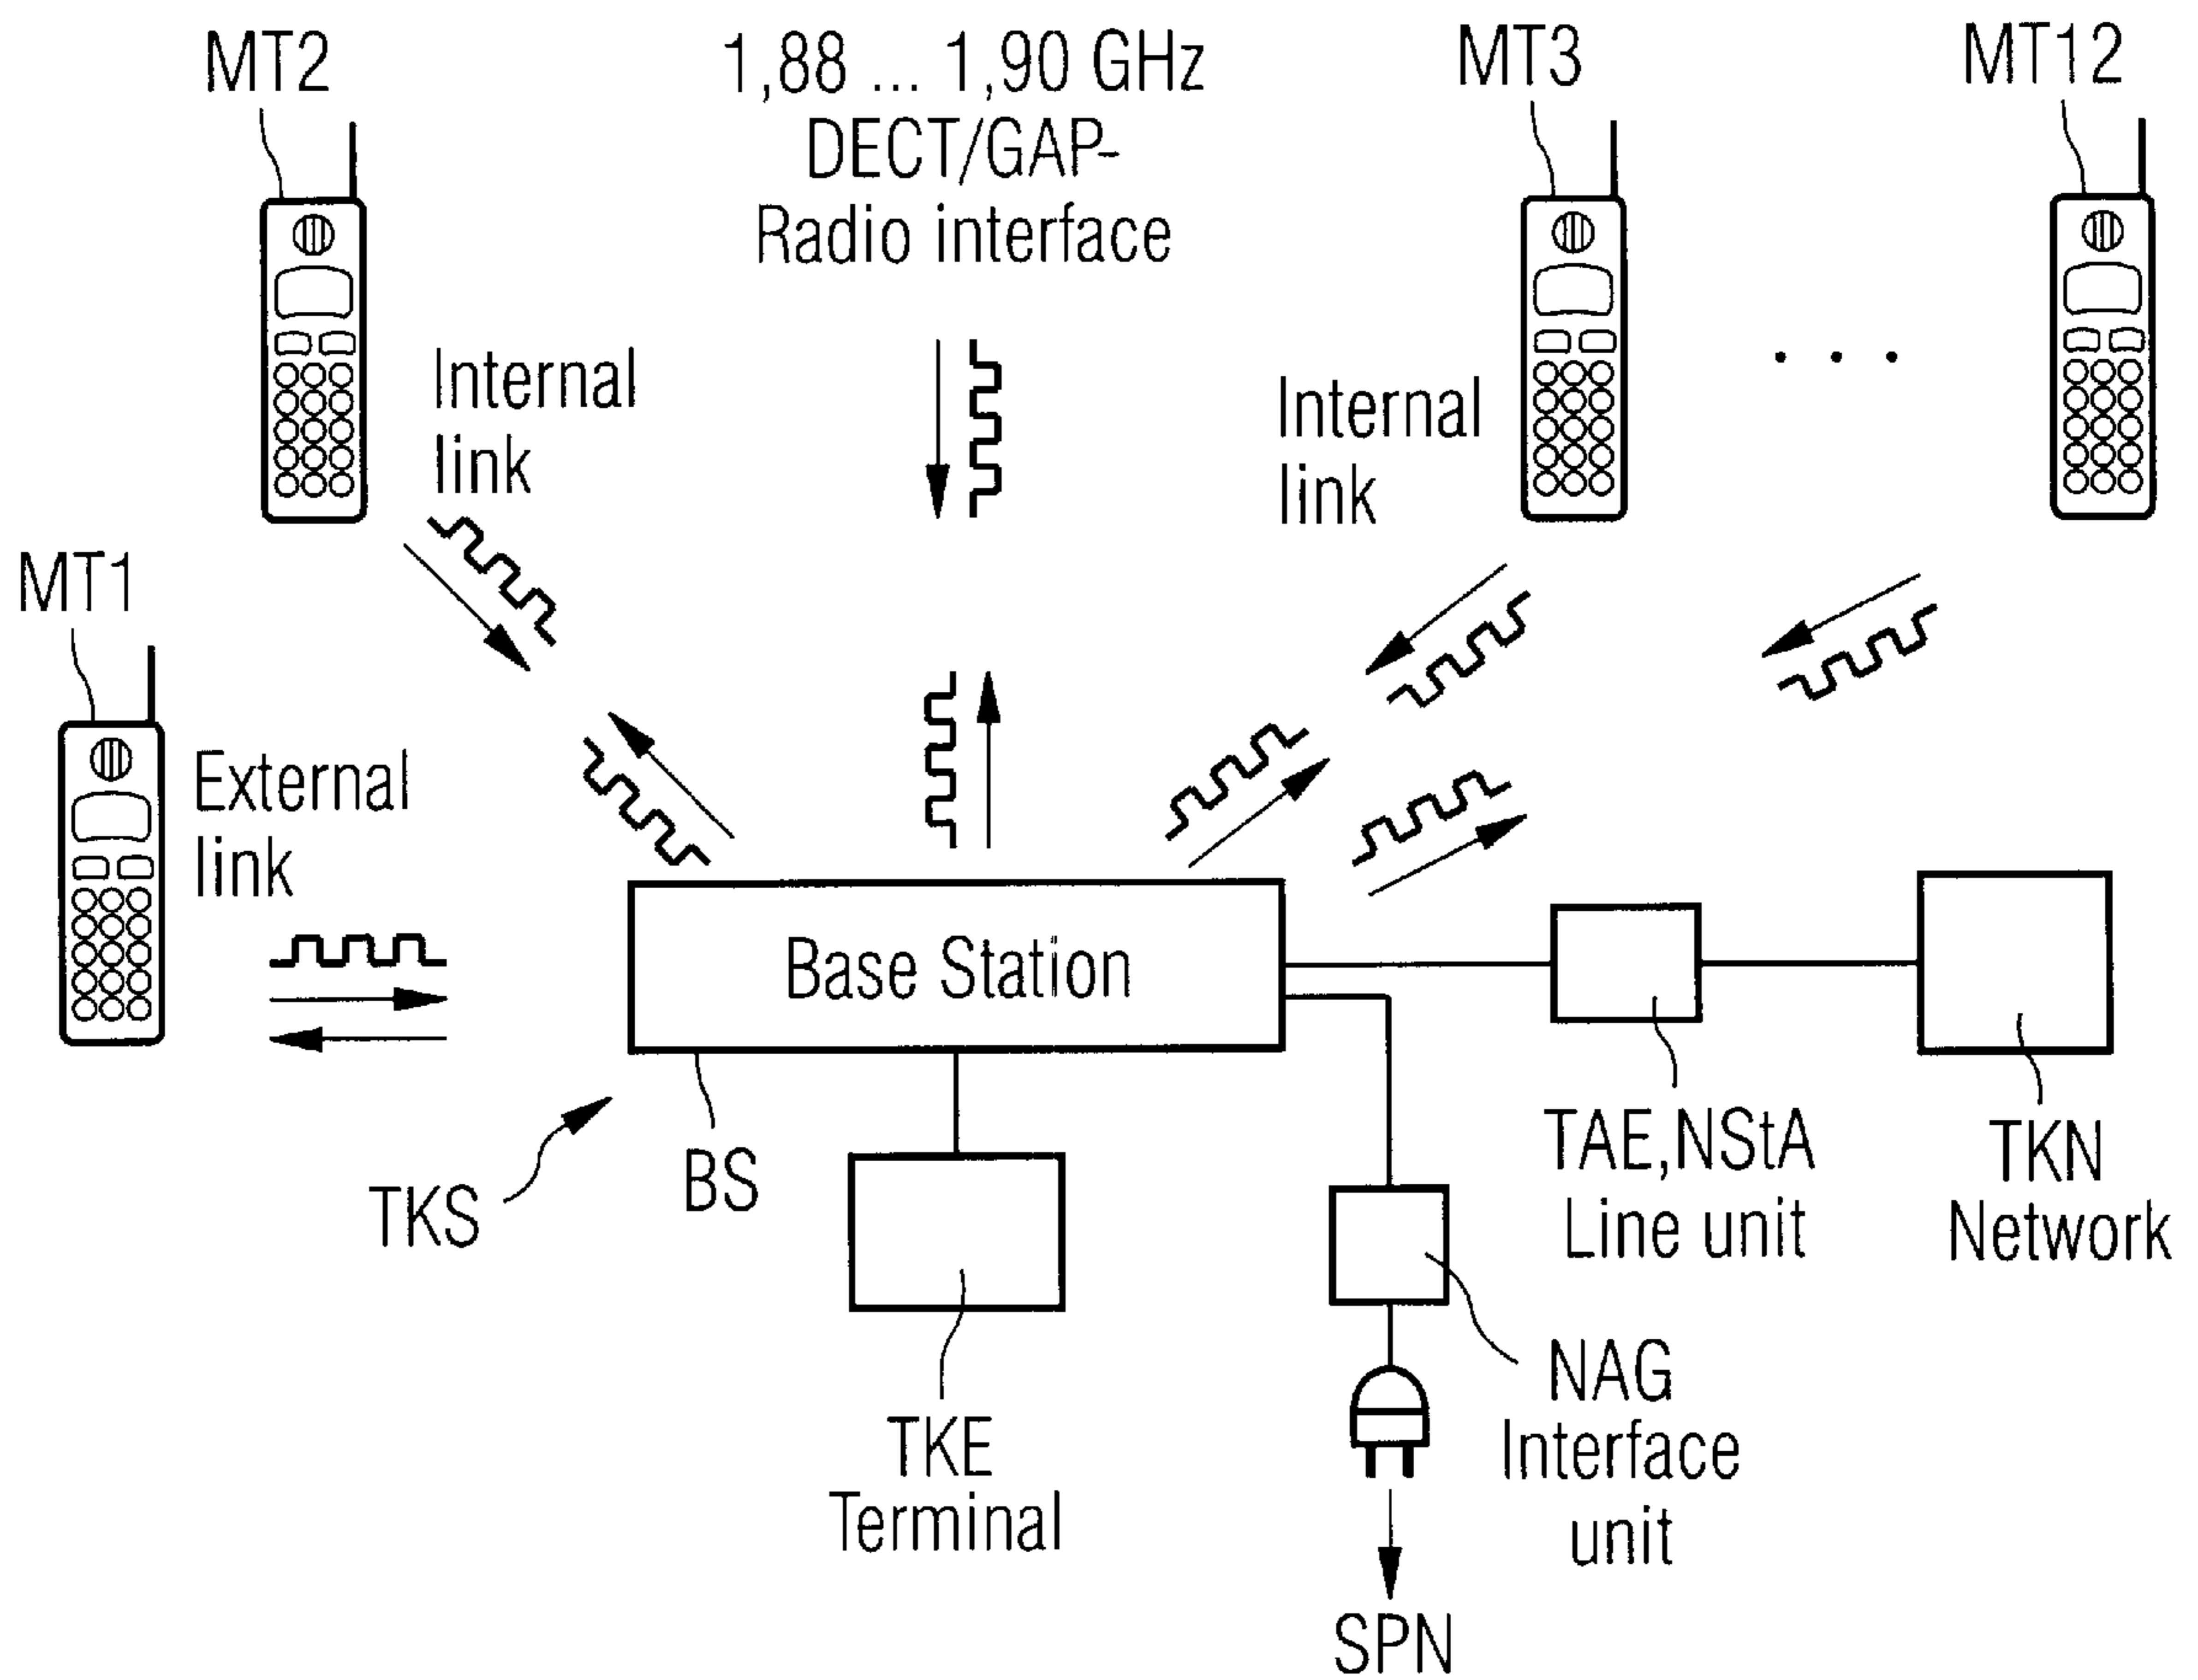 MT2
1,88 ... 1,90 GHz
DECT/GAP-
Radio interface
MT3
MT12
Internal
link
Internal
link
MT1
External
link
Base Station
TKS
BS
TAE,NStA
Line unit
TKN
Network
TKE
Terminal
NAG
Interface
unit
SPN